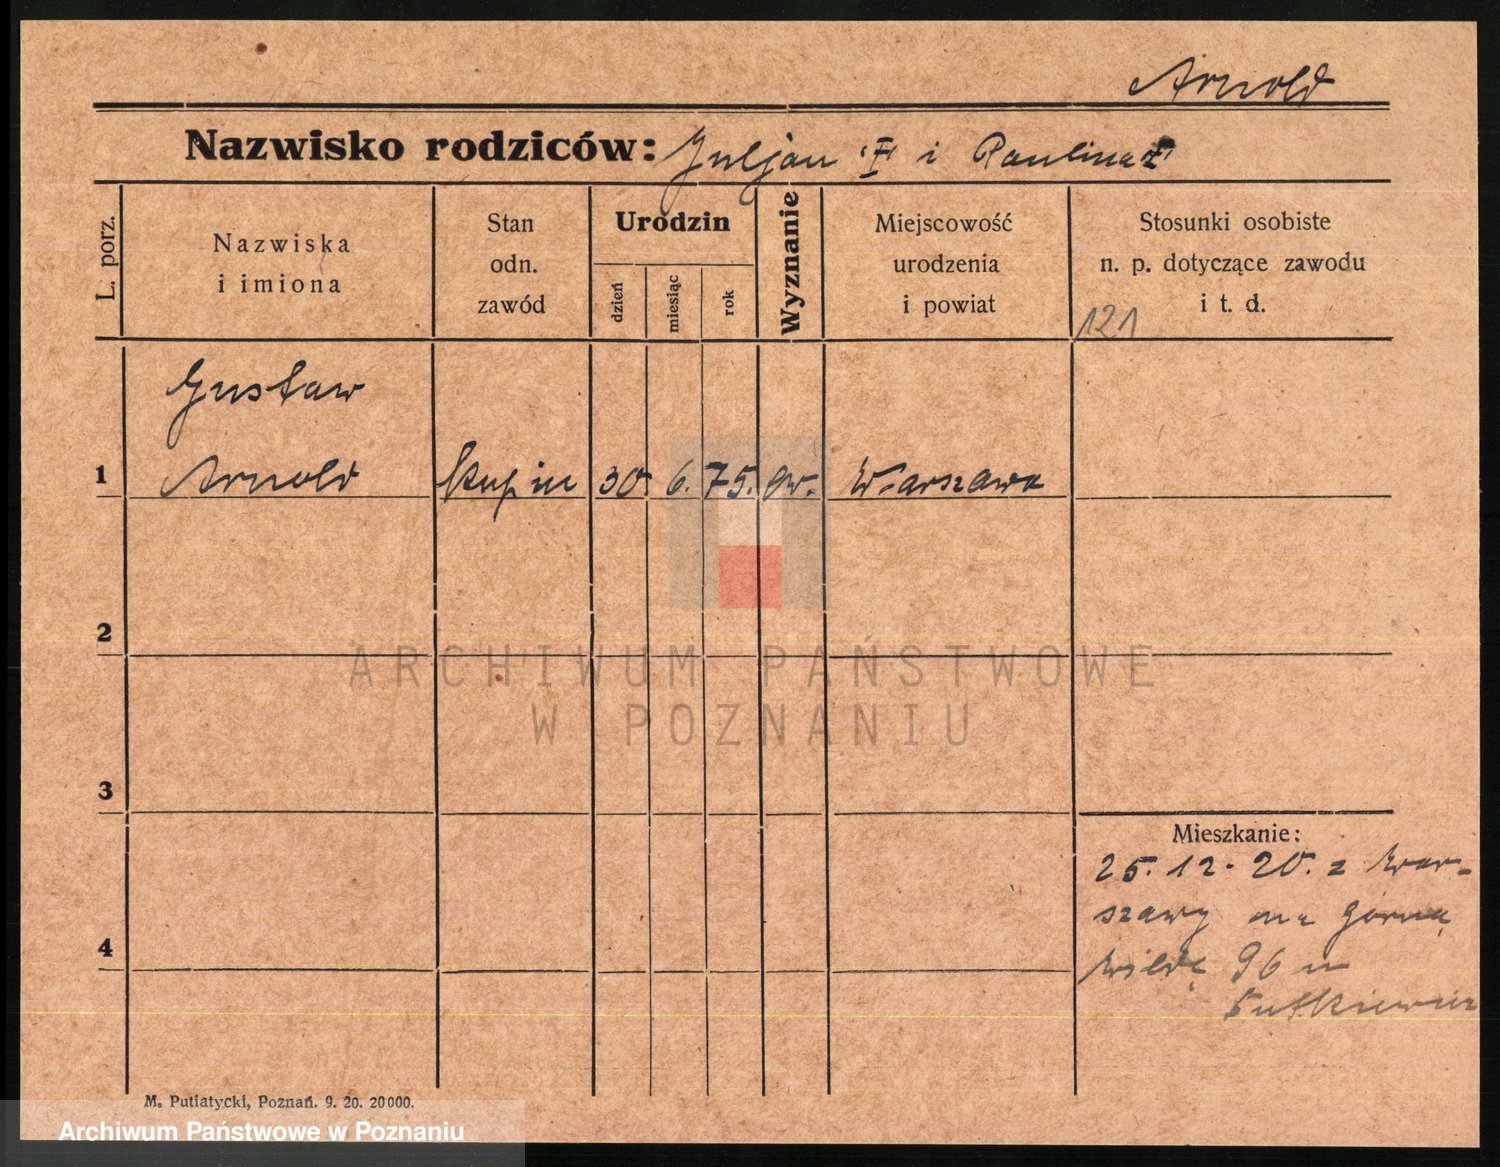 Arnold
Nazwisko rodziców: Juljan "F" i Paulina
L. porz.
Nazwiska
i imiona
Stan
odn.
zawód
Urodzin
dzień
miesiąc
rok
Wyznanie
Miejscowość
urodzenia
i powiat
Stosunki osobiste
n. p. dotyczące zawodu
i t. d.
121
Gustaw
1 Arnold kupiec 30. 6. 75. ew. Warszawa
2
3
4
Mieszkanie:
25. 12. 20. z War-
szawy na Górną
Wildę 96 u
M. Putiatycki, Poznań. 9. 20. 20000.
ARCHIWUM PAŃSTWOWE
W POZNANIU
Archiwum Państwowe w Poznaniu